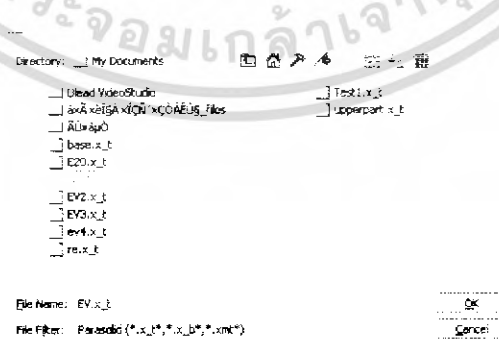 Directory: My Documents
Ulead VideoStudio
base.x_t
E20.x_t
EV2.x_t
EV3.x_t
ev4.x_t
re.x_t
Test1.x_t
upperpart.x_t
File Name: EV.x_t
OK
File Filter: Parasolid (*.x_t*,*.x_b*,*.xmt*)
Cancel